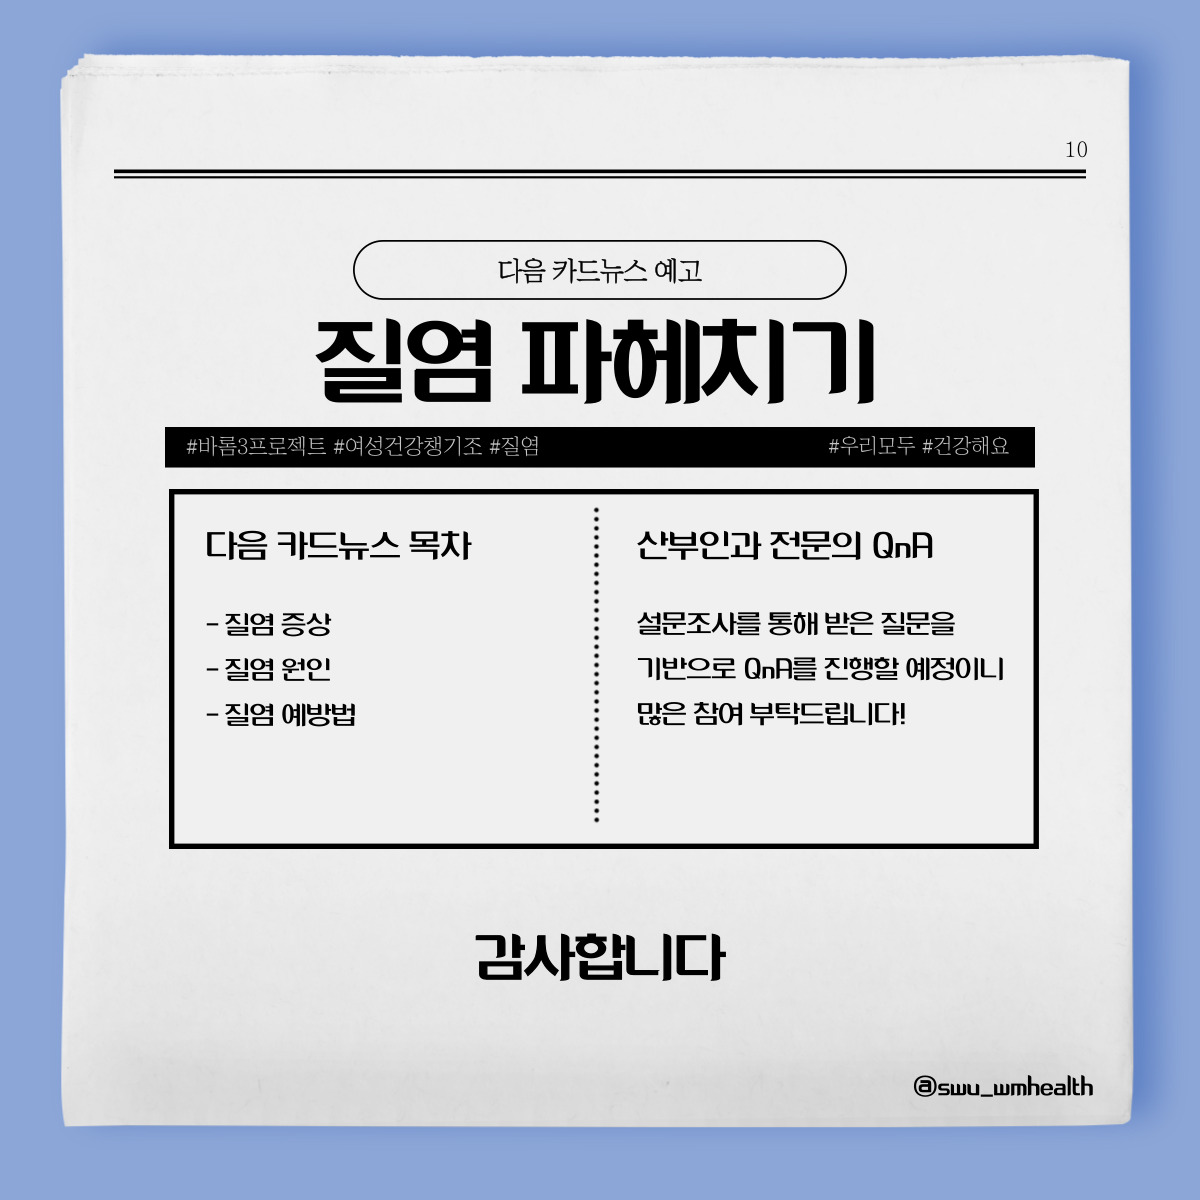 10
다음 카드뉴스 예고
질염 파헤치기
#바롬3프로젝트 #여성건강챙기조 #질염
#우리모두 #건강해요
다음 카드뉴스 목차
- 질염 증상
- 질염 원인
- 질염 예방법
산부인과 전문의 QnA
설문조사를 통해 받은 질문을
기반으로 QnA를 진행할 예정이니
많은 참여 부탁드립니다!
감사합니다
@swu_wmhealth